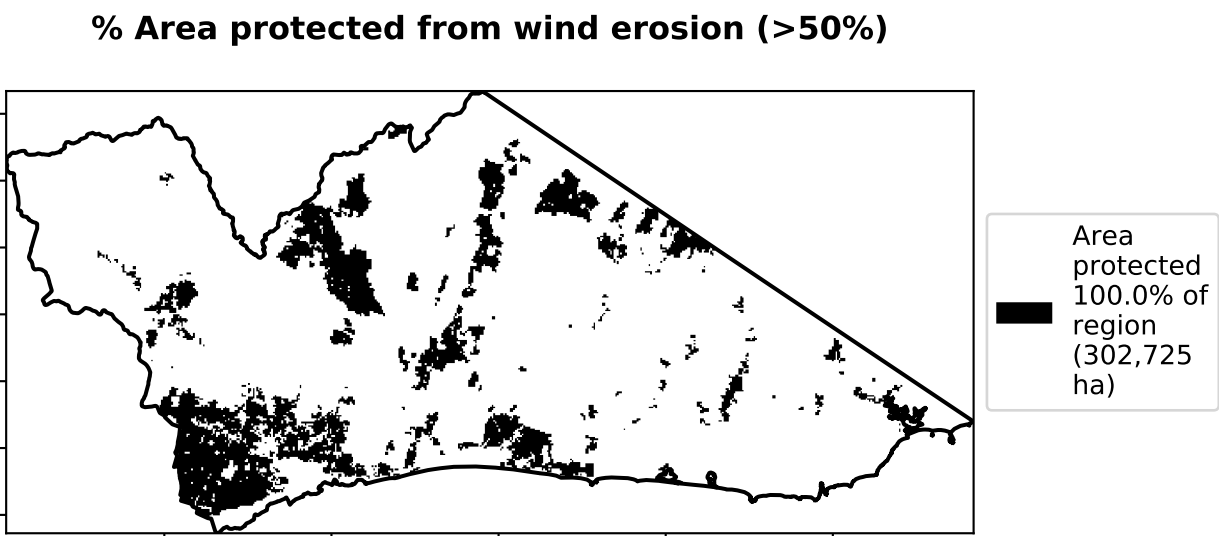 % Area protected from wind erosion (>50%)
Area
protected
100.0% of
region
(302,725
ha)